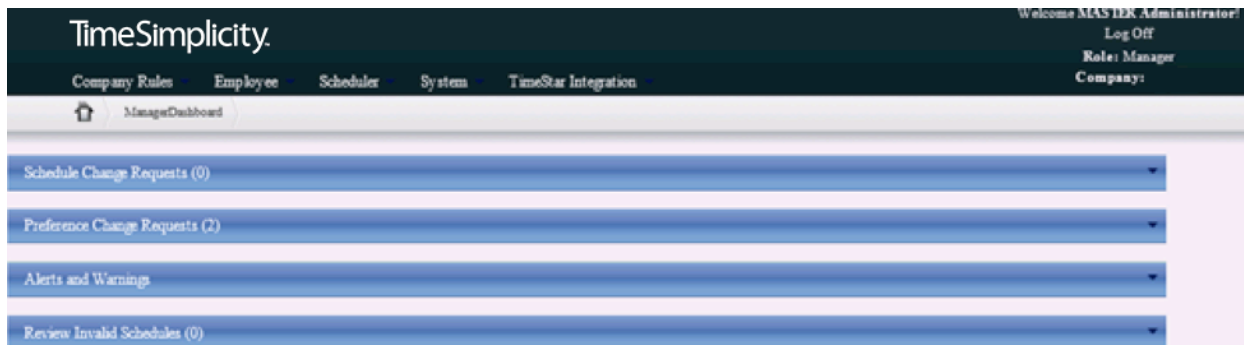 Welcome MASTER Administrator!
TimeSimplicity.
Log Off
Role: Manager
Company Rules Employee Scheduler System TimeStar Integration
Company:
ManagerDashboard
Schedule Change Requests (0)
Preference Change Requests (2)
Alerts and Warnings
Review Invalid Schedules (0)